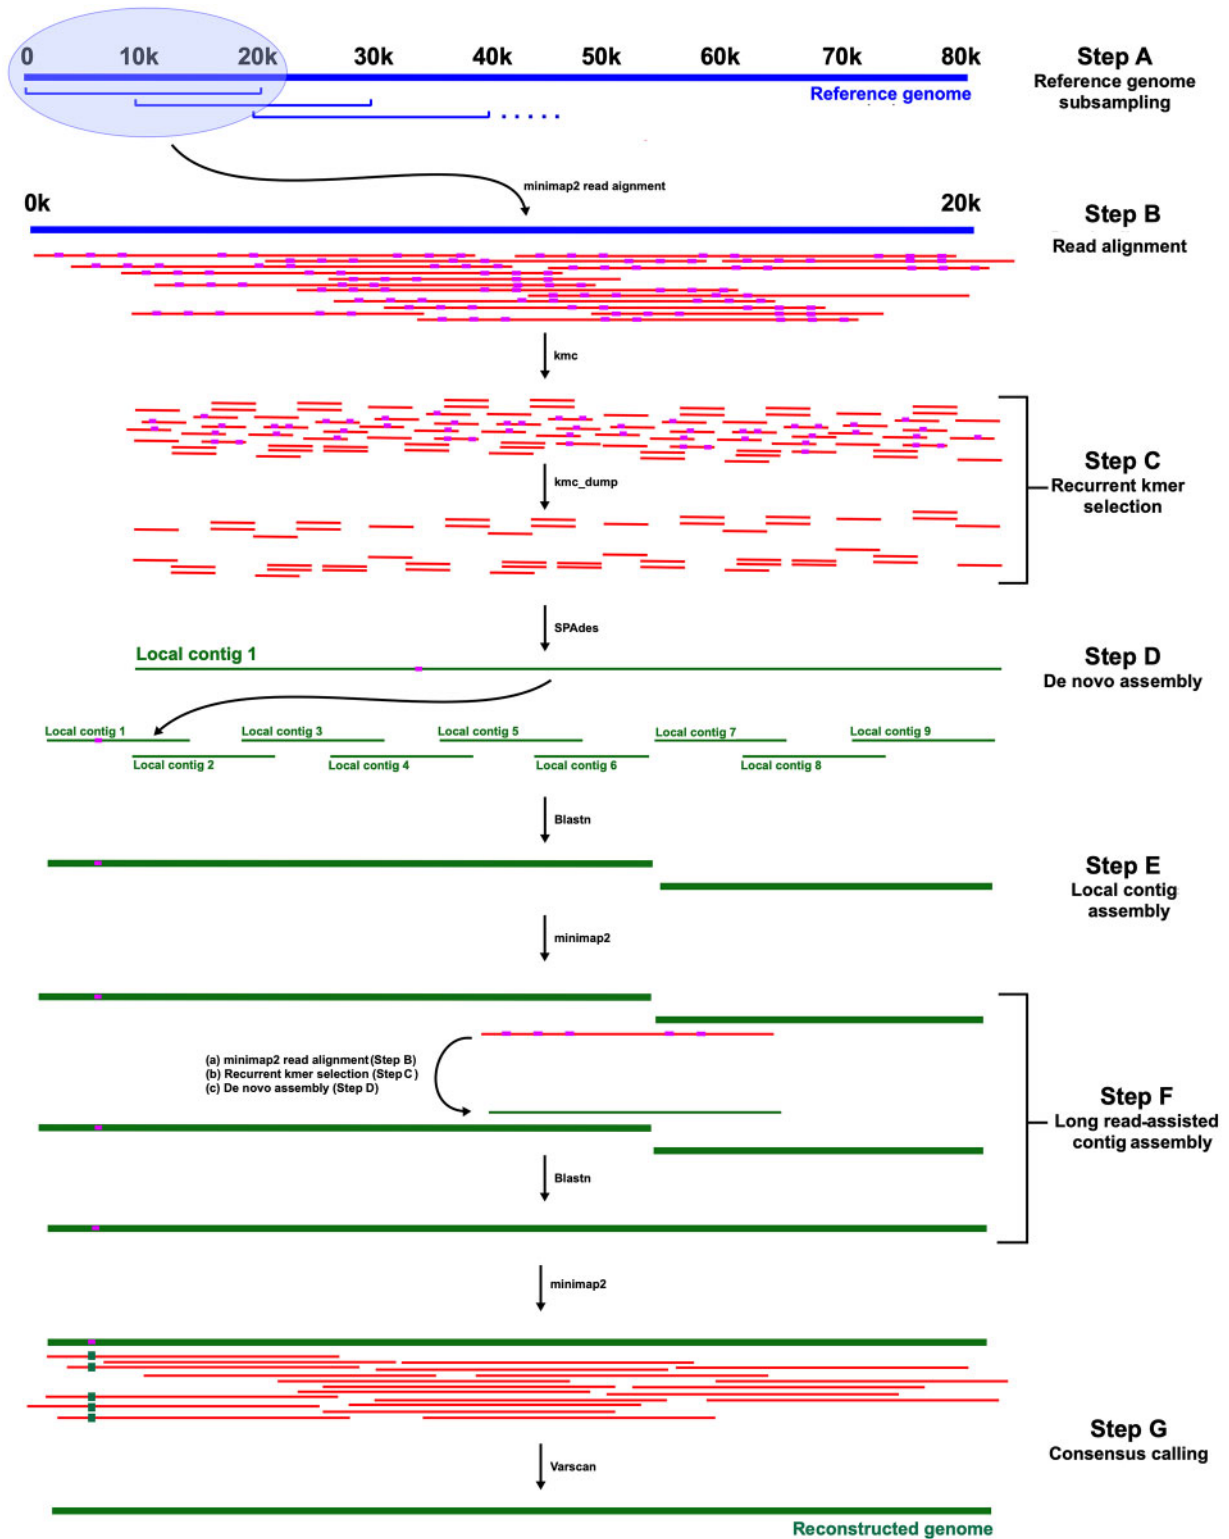 0 10k 20k 30k 40k 50k 60k 70k 80k
Step A
Reference genome
subsampling
Reference genome
minimap2 read aignment
0k 20k
Step B
Read alignment
kmc
Step C
Recurrent kmer
selection
kmc_dump
SPAdes
Local contig 1
Step D
De novo assembly
Local contig 1 Local contig 3 Local contig 5 Local contig 7 Local contig 9
Local contig 2 Local contig 4 Local contig 6 Local contig 8
Blastn
Step E
Local contig
assembly
minimap2
(a) minimap2 read alignment (Step B)
(b) Recurrent kmer selection (Step C)
(c) De novo assembly (Step D)
Step F
Long read-assisted
contig assembly
Blastn
minimap2
Step G
Consensus calling
Varscan
Reconstructed genome